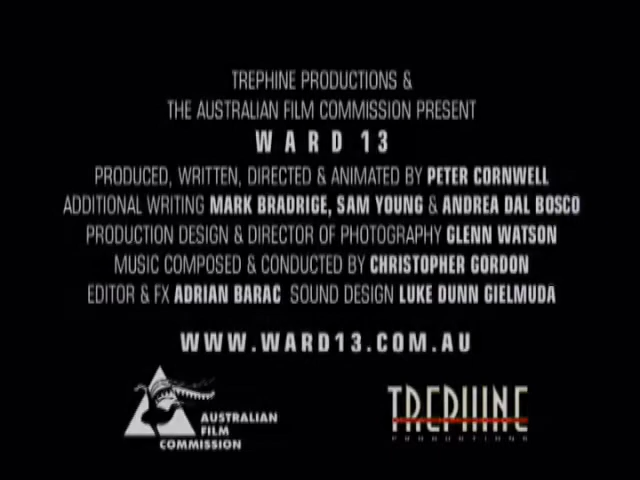 TREPHINE PRODUCTIONS &
THE AUSTRALIAN FILM COMMISSION PRESENT
WARD 13
PRODUCED, WRITTEN, DIRECTED & ANIMATED BY PETER CORNWELL
ADDITIONAL WRITING MARK BRADRIGE, SAM YOUNG & ANDREA DAL BOSCO
PRODUCTION DESIGN & DIRECTOR OF PHOTOGRAPHY GLENN WATSON
MUSIC COMPOSED & CONDUCTED BY CHRISTOPHER GORDON
EDITOR & FX ADRIAN BARAC SOUND DESIGN LUKE DUNN GIELMUDA
WWW.WARD13.COM.AU
AUSTRALIAN
FILM
COMMISSION
TREPHINE
PRODUCTIONS